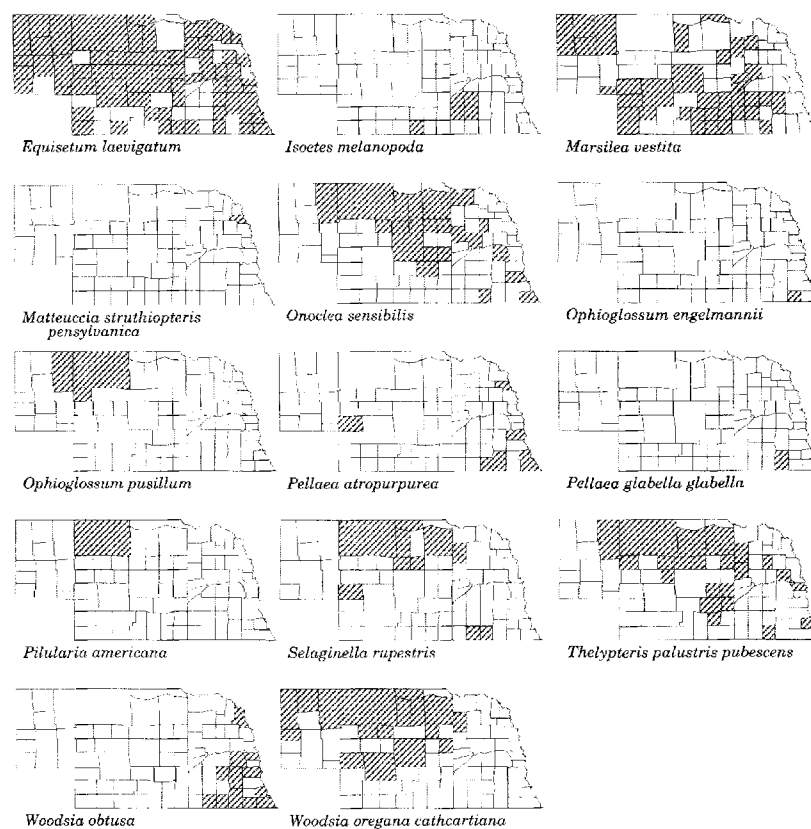 Equisetum laevigatum
Isoetes melanopoda
Marsilea vestita
Matteuccia struthiopteris
pensylvanica
Onoclea sensibilis
Ophioglossum engelmannii
Ophioglossum pusillum
Pellaea atropurpurea
Pellaea glabella glabella
Pilularia americana
Selaginella rupestris
Thelypteris palustris pubescens
Woodsia obtusa
Woodsia oregana cathcartiana